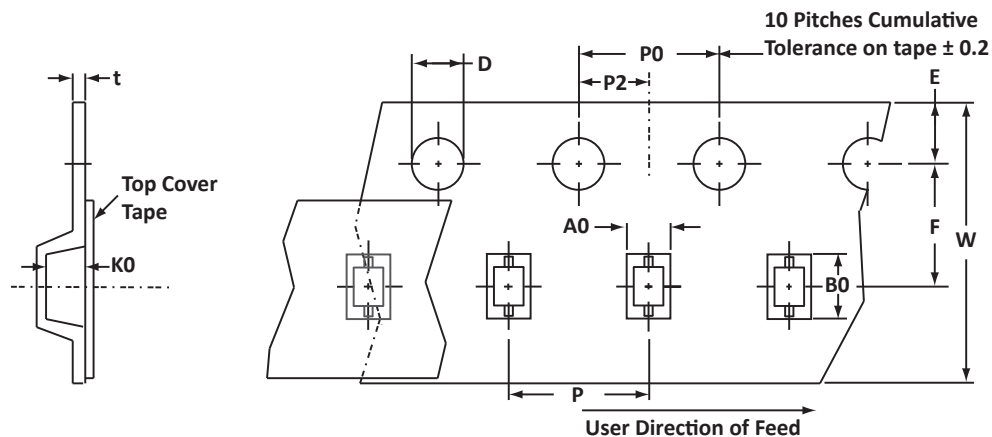 10 Pitches Cumulative
Tolerance on tape ± 0.2
P0
D
P2
E
t
Top Cover
Tape
A0
F
W
K0
B0
P
User Direction of Feed